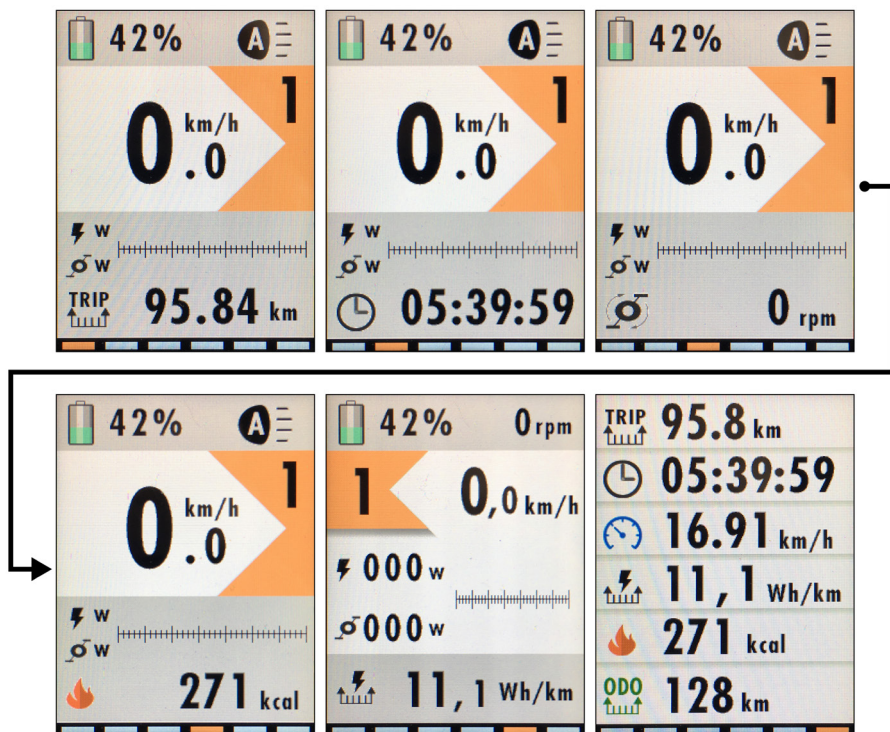 42% A
1
0.0 km/h
W
W
TRIP 95.84 km
42% A
1
0.0 km/h
W
W
05:39:59
42% A
1
0.0 km/h
W
W
0 rpm
42% A
1
0.0 km/h
W
W
271 kcal
42% 0 rpm
1 0,0 km/h
000 W
000 W
11,1 Wh/km
TRIP 95.8 km
05:39:59
16.91 km/h
11,1 Wh/km
271 kcal
ODO 128 km